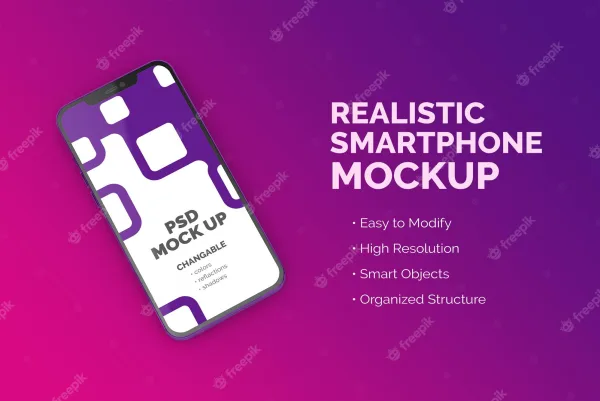 REALISTIC
SMARTPHONE
MOCKUP
• Easy to Modify
• High Resolution
• Smart Objects
• Organized Structure
PSD
MOCK UP
CHANGABLE
• colors
• reflections
• shadows
freepik